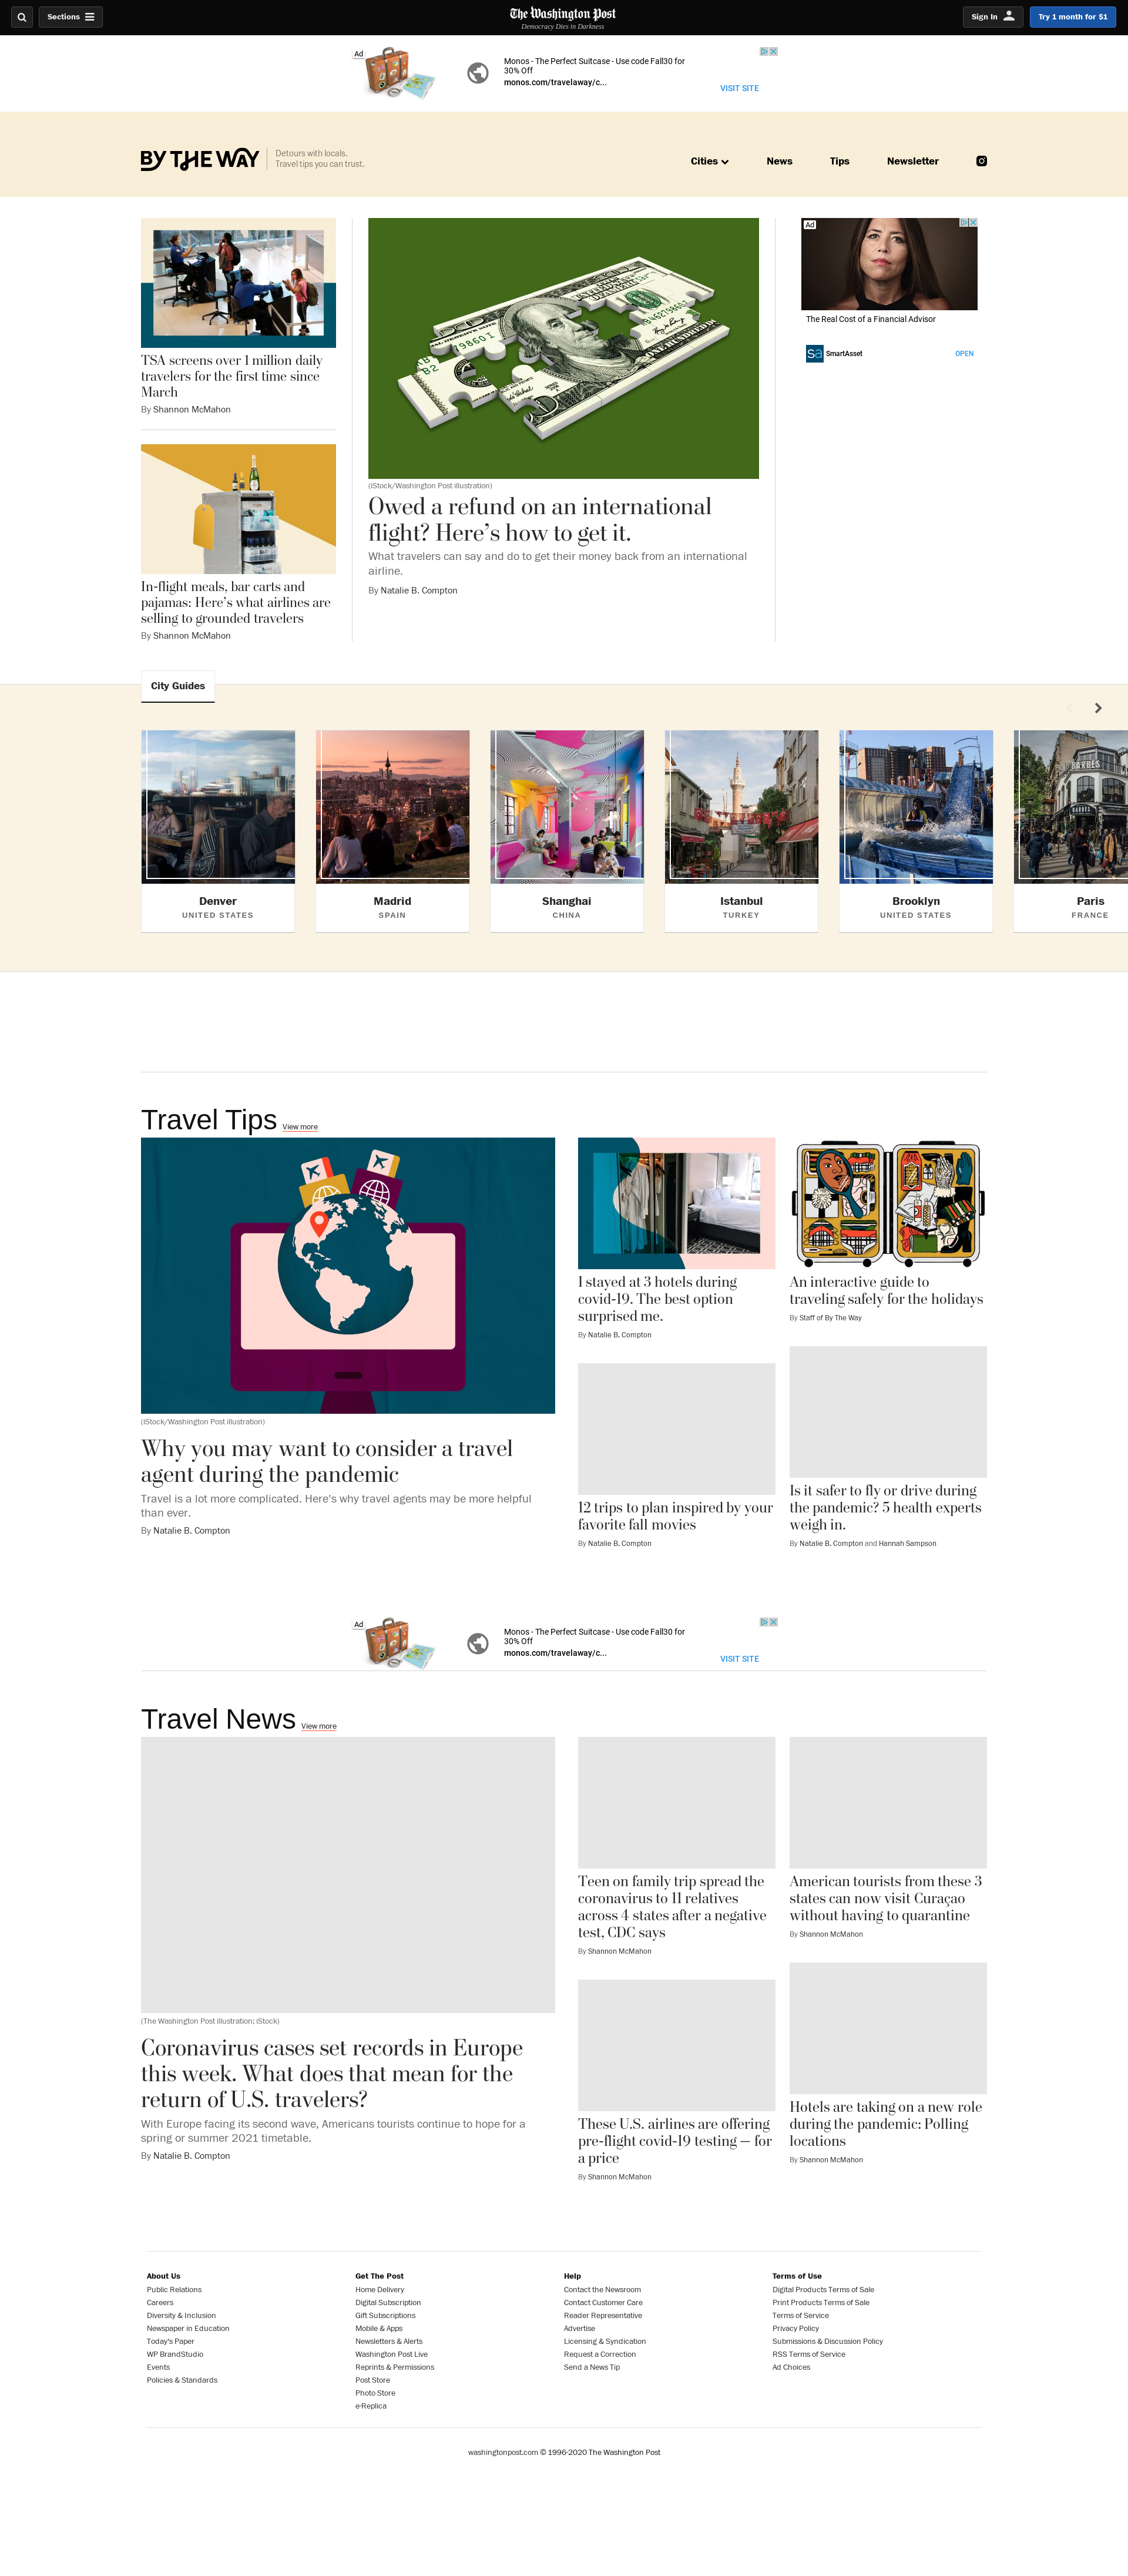 Sections
The Washington Post
Democracy Dies in Darkness
Sign In
Try 1 month for $1
Ad
Monos - The Perfect Suitcase - Use code Fall30 for
30% Off
monos.com/travelaway/c...
VISIT SITE
BY THE WAY
Detours with locals.
Travel tips you can trust.
Cities
News
Tips
Newsletter
TSA screens over 1 million daily
travelers for the first time since
March
By Shannon McMahon
In-flight meals, bar carts and
pajamas: Here's what airlines are
selling to grounded travelers
By Shannon McMahon
(iStock/Washington Post illustration)
Owed a refund on an international
flight? Here's how to get it.
What travelers can say and do to get their money back from an international
airline.
By Natalie B. Compton
Ad
The Real Cost of a Financial Advisor
sa SmartAsset
OPEN
City Guides
BARBES
BARBES
Denver
UNITED STATES
Madrid
SPAIN
Shanghai
CHINA
Istanbul
TURKEY
Brooklyn
UNITED STATES
Paris
FRANCE
Travel Tips View more
(iStock/Washington Post illustration)
Why you may want to consider a travel
agent during the pandemic
Travel is a lot more complicated. Here's why travel agents may be more helpful
than ever.
By Natalie B. Compton
I stayed at 3 hotels during
covid-19. The best option
surprised me.
By Natalie B. Compton
12 trips to plan inspired by your
favorite fall movies
By Natalie B. Compton
An interactive guide to
traveling safely for the holidays
By Staff of By The Way
Is it safer to fly or drive during
the pandemic? 5 health experts
weigh in.
By Natalie B. Compton and Hannah Sampson
Ad
Monos - The Perfect Suitcase - Use code Fall30 for
30% Off
monos.com/travelaway/c...
VISIT SITE
Travel News View more
(The Washington Post illustration; iStock)
Coronavirus cases set records in Europe
this week. What does that mean for the
return of U.S. travelers?
With Europe facing its second wave, Americans tourists continue to hope for a
spring or summer 2021 timetable.
By Natalie B. Compton
Teen on family trip spread the
coronavirus to 11 relatives
across 4 states after a negative
test, CDC says
By Shannon McMahon
These U.S. airlines are offering
pre-flight covid-19 testing — for
a price
By Shannon McMahon
American tourists from these 3
states can now visit Curaçao
without having to quarantine
By Shannon McMahon
Hotels are taking on a new role
during the pandemic: Polling
locations
By Shannon McMahon
About Us
Public Relations
Careers
Diversity & Inclusion
Newspaper in Education
Today's Paper
WP BrandStudio
Events
Policies & Standards
Get The Post
Home Delivery
Digital Subscription
Gift Subscriptions
Mobile & Apps
Newsletters & Alerts
Washington Post Live
Reprints & Permissions
Post Store
Photo Store
e-Replica
Help
Contact the Newsroom
Contact Customer Care
Reader Representative
Advertise
Licensing & Syndication
Request a Correction
Send a News Tip
Terms of Use
Digital Products Terms of Sale
Print Products Terms of Sale
Terms of Service
Privacy Policy
Submissions & Discussion Policy
RSS Terms of Service
Ad Choices
washingtonpost.com © 1996-2020 The Washington Post